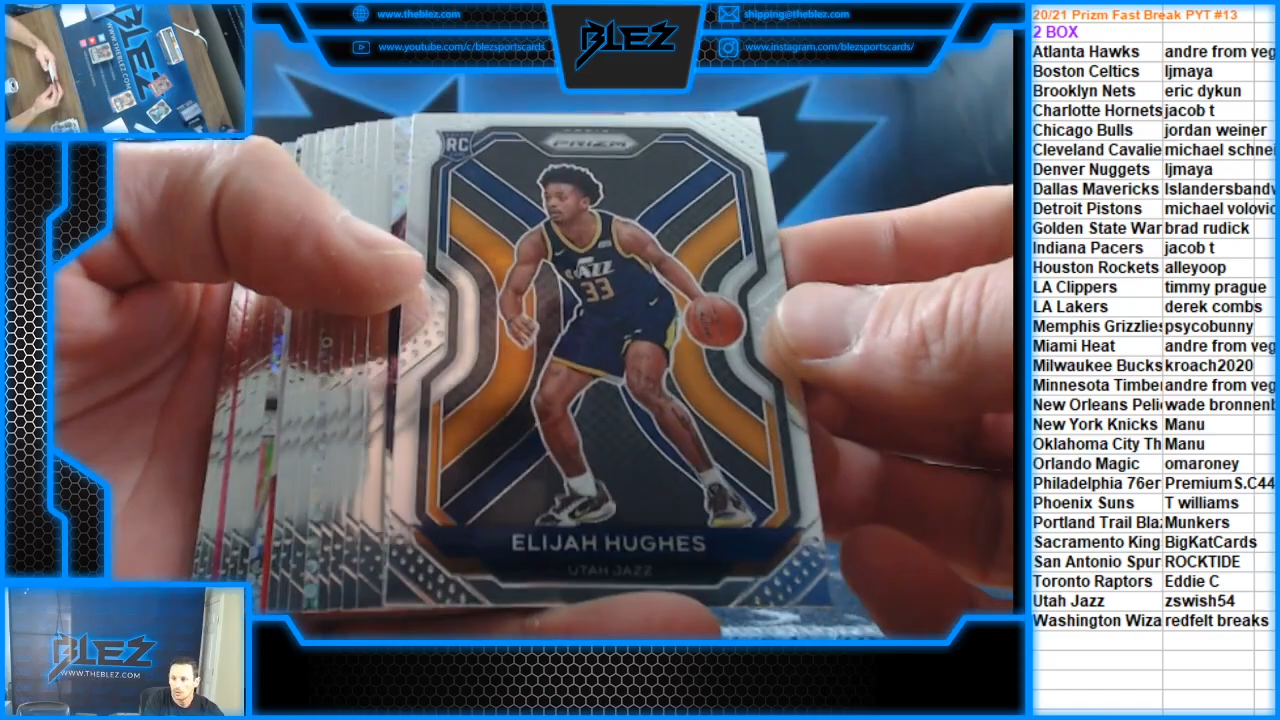 www.theblez.com
www.youtube.com/c/blezsportscards
BLEZ
shipping@theblez.com
www.instagram.com/blezsportscards/
20/21 Prizm Fast Break PYT #13
2 BOX
Atlanta Hawks andre from veg
Boston Celtics ljmaya
Brooklyn Nets eric dykun
Charlotte Hornets jacob t
Chicago Bulls jordan weiner
Cleveland Cavalie michael schnei
Denver Nuggets ljmaya
Dallas Mavericks Islandersbandv
Detroit Pistons michael volovic
Golden State War brad rudick
Indiana Pacers jacob t
Houston Rockets alleyoop
LA Clippers timmy prague
LA Lakers derek combs
Memphis Grizzlies psycobunny
Miami Heat andre from veg
Milwaukee Bucks kroach2020
Minnesota Timbe andre from veg
New Orleans Peli wade bronnenb
New York Knicks Manu
Oklahoma City Th Manu
Orlando Magic omaroney
Philadelphia 76er PremiumS.C44
Phoenix Suns T williams
Portland Trail Bla Munkers
Sacramento King BigKatCards
San Antonio Spur ROCKTIDE
Toronto Raptors Eddie C
Utah Jazz zswish54
Washington Wiza redfelt breaks
RC
PRIZM
JAZZ
33
ELIJAH HUGHES
UTAH JAZZ
BLEZ
WWW.THEBLEZ.COM